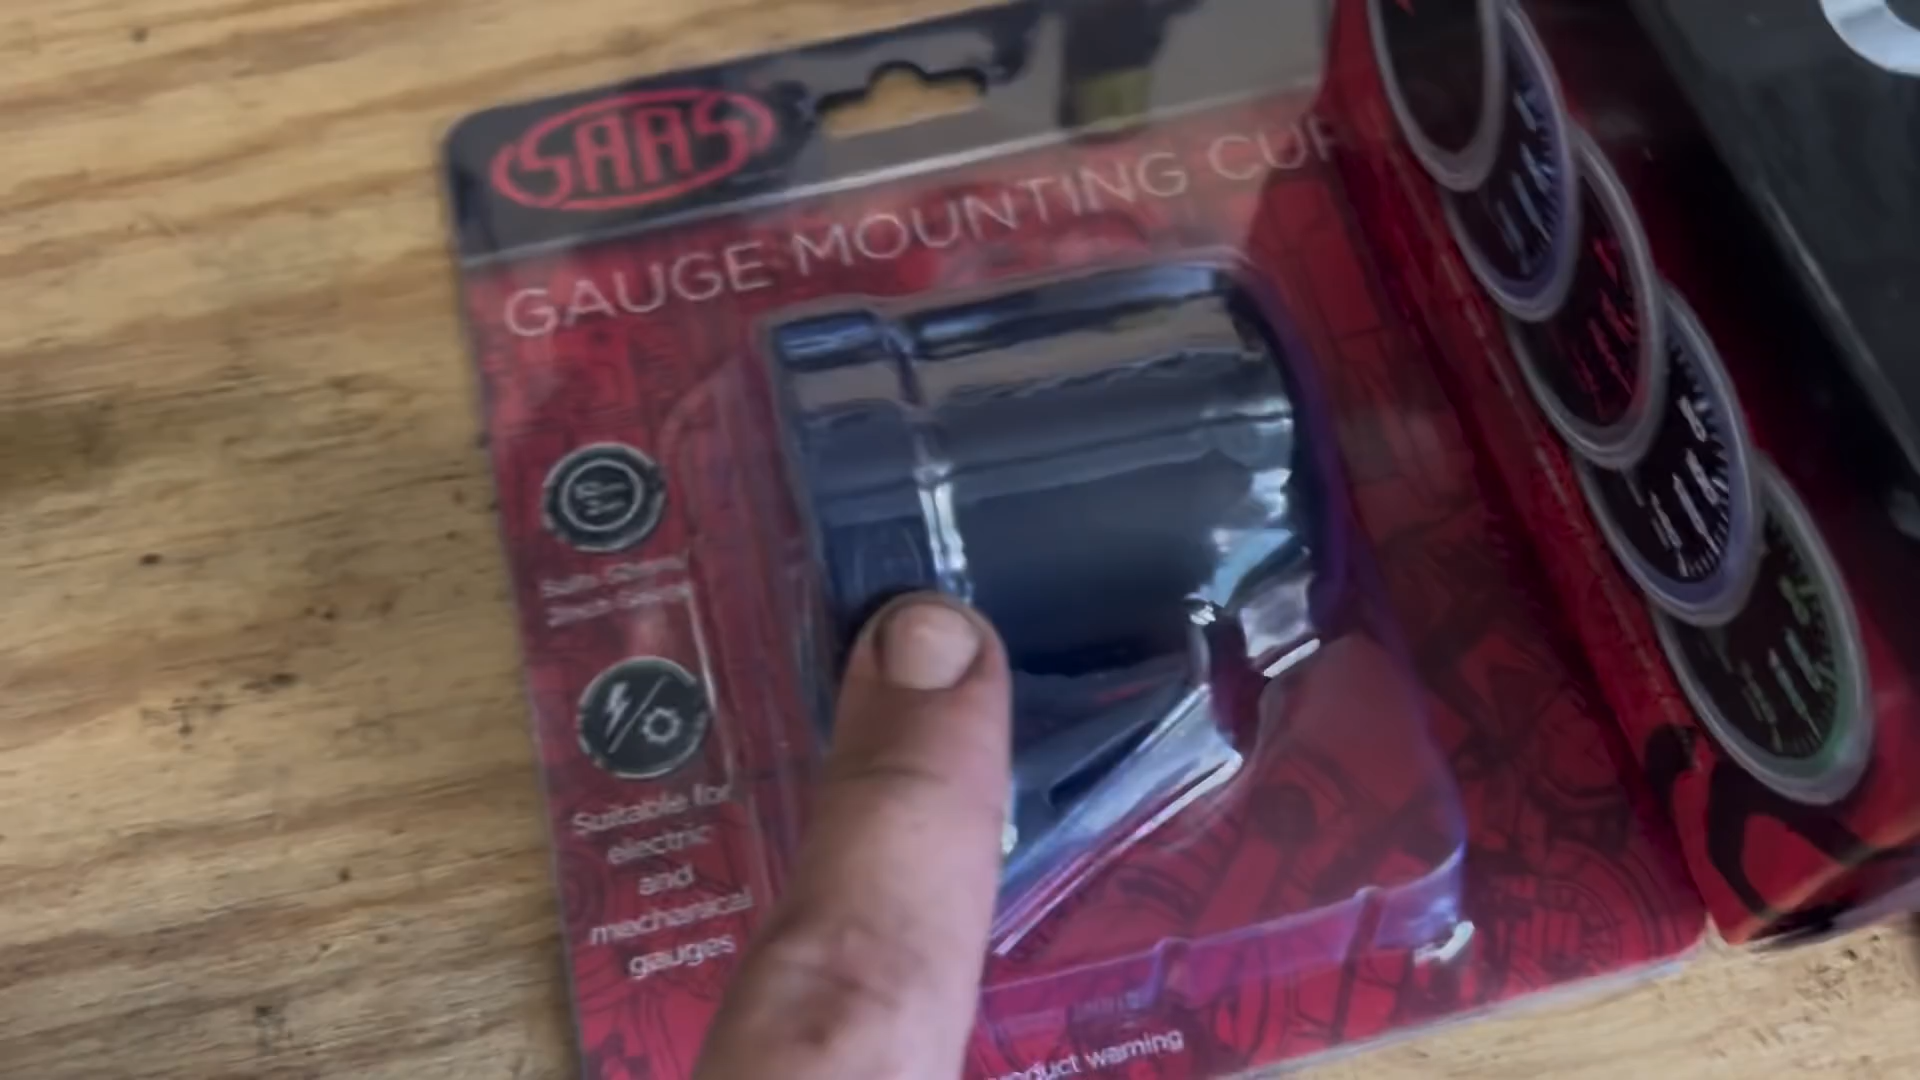 SAAS
GAUGE MOUNTING CUP
Suitable for
electric
and
mechanical
gauges
product warning